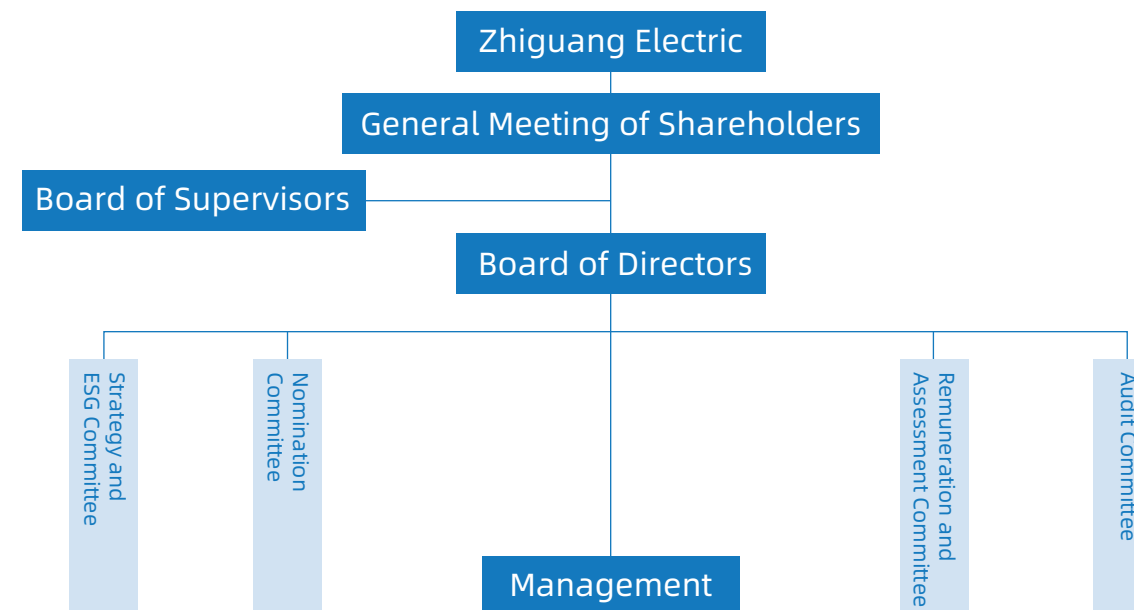 Zhiguang Electric
General Meeting of Shareholders
Board of Supervisors
Board of Directors
Strategy and
ESG Committee
Nomination
Committee
Remuneration and
Assessment Committee
Audit Committee
Management